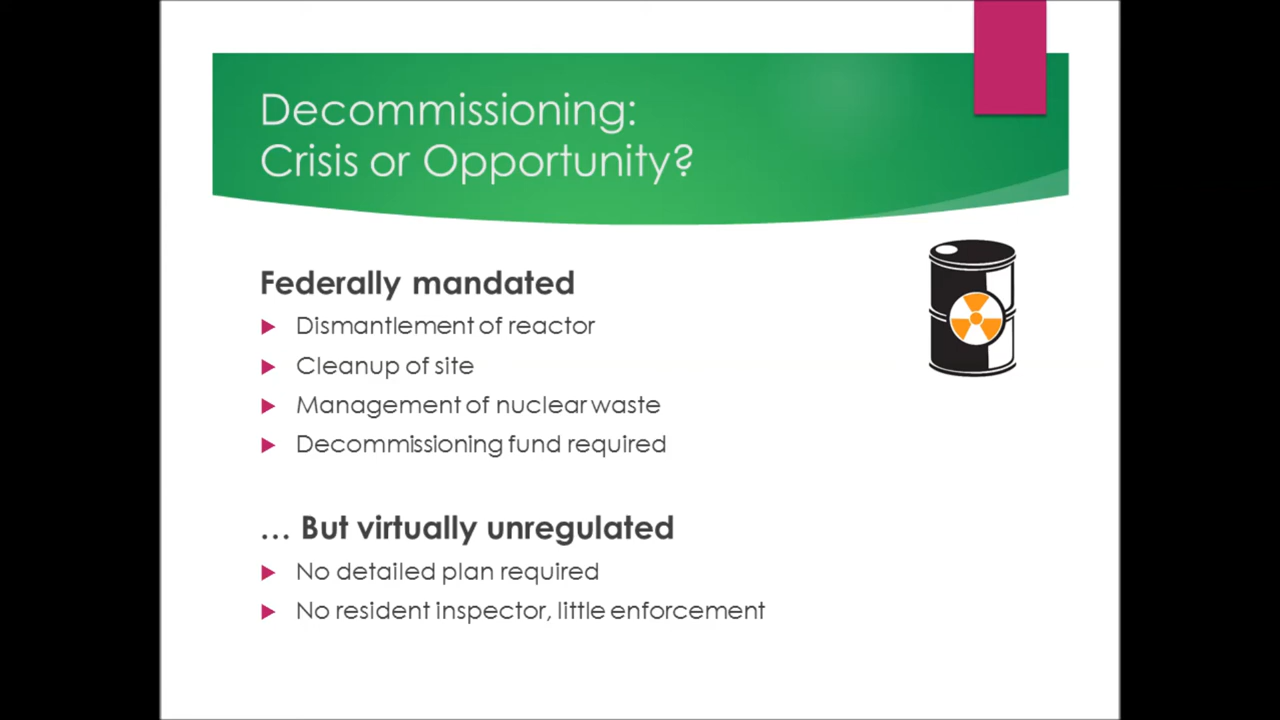 Decommissioning:
Crisis or Opportunity?
Federally mandated
Dismantlement of reactor
Cleanup of site
Management of nuclear waste
Decommissioning fund required
... But virtually unregulated
No detailed plan required
No resident inspector, little enforcement